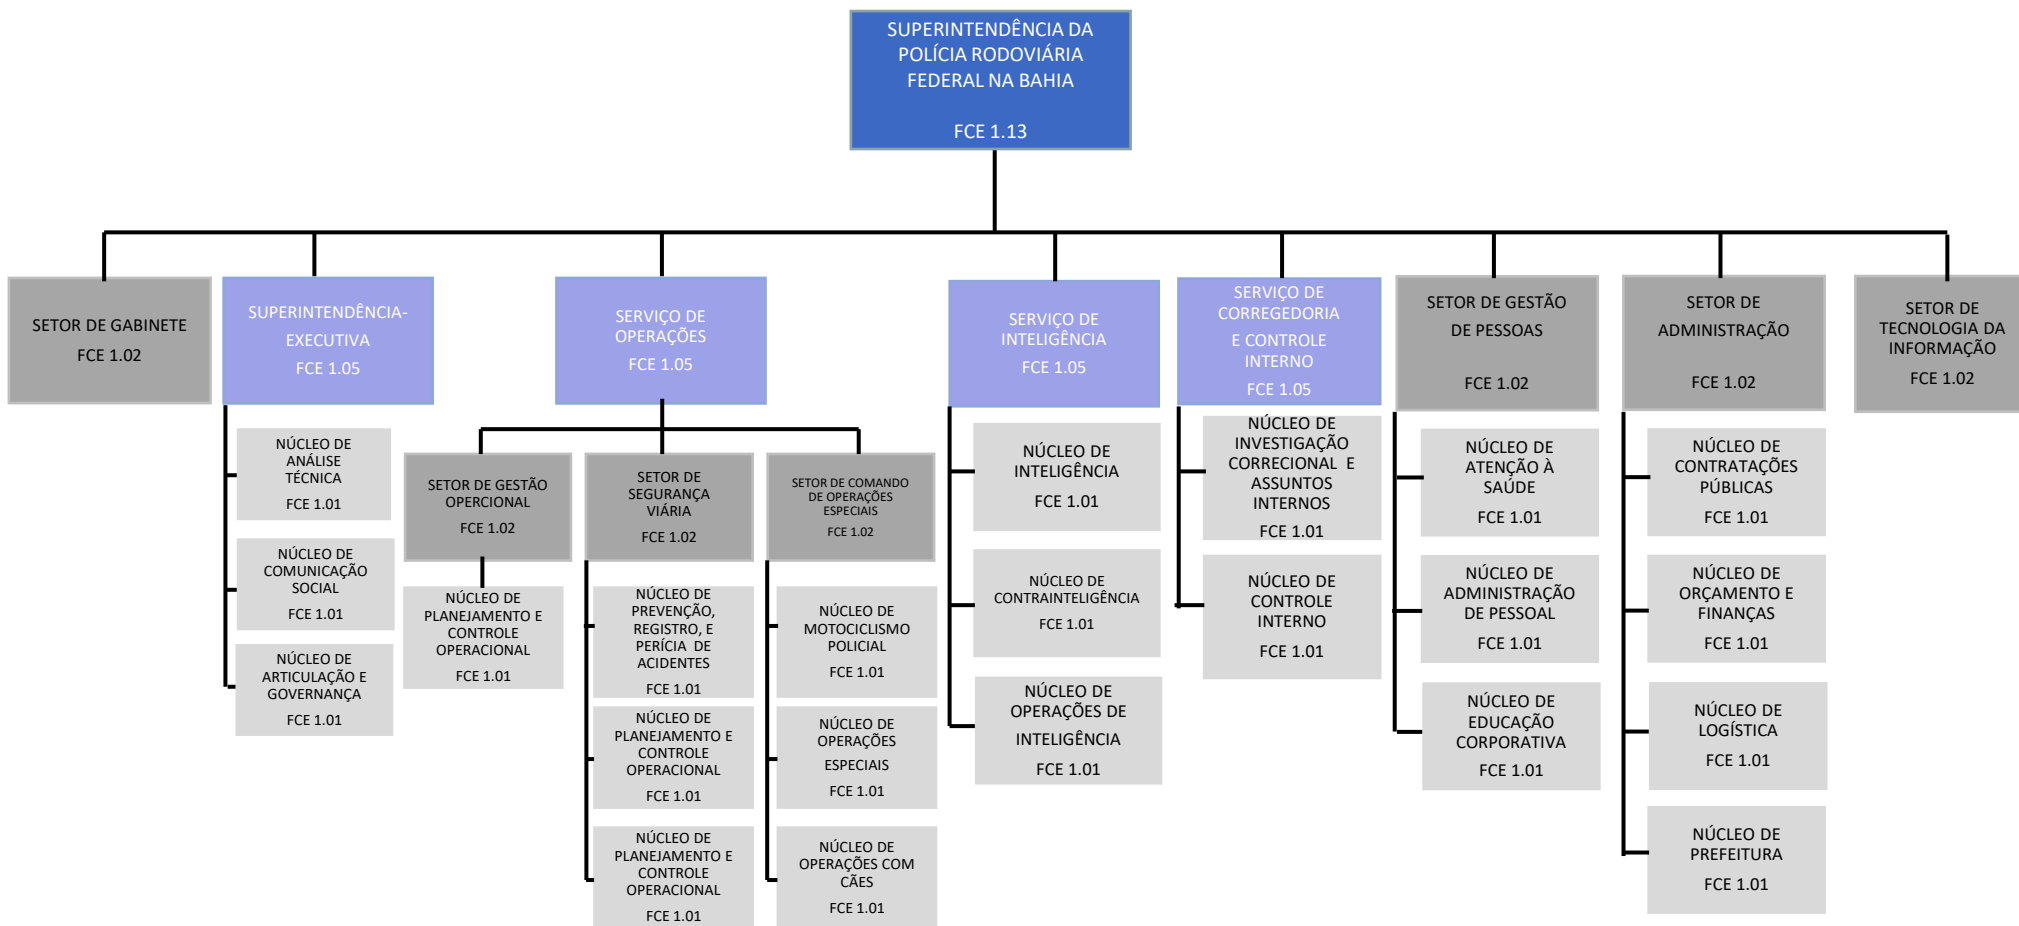 SUPERINTENDÊNCIA DA
POLÍCIA RODOVIÁRIA
FEDERAL NA BAHIA
FCE 1.13
SETOR DE GABINETE
FCE 1.02
SUPERINTENDÊNCIA-
EXECUTIVA
FCE 1.05
SERVIÇO DE
OPERAÇÕES
FCE 1.05
SERVIÇO DE
INTELIGÊNCIA
FCE 1.05
SERVIÇO DE
CORREGEDORIA
E CONTROLE
INTERNO
FCE 1.05
SETOR DE GESTÃO
DE PESSOAS
FCE 1.02
SETOR DE
ADMINISTRAÇÃO
FCE 1.02
SETOR DE
TECNOLOGIA DA
INFORMAÇÃO
FCE 1.02
NÚCLEO DE
ANÁLISE
TÉCNICA
FCE 1.01
NÚCLEO DE
COMUNICAÇÃO
SOCIAL
FCE 1.01
NÚCLEO DE
ARTICULAÇÃO E
GOVERNANÇA
FCE 1.01
SETOR DE GESTÃO
OPERCIONAL
FCE 1.02
NÚCLEO DE
PLANEJAMENTO E
CONTROLE
OPERACIONAL
FCE 1.01
SETOR DE
SEGURANÇA
VIÁRIA
FCE 1.02
NÚCLEO DE
PREVENÇÃO,
REGISTRO, E
PERÍCIA DE
ACIDENTES
FCE 1.01
NÚCLEO DE
PLANEJAMENTO E
CONTROLE
OPERACIONAL
FCE 1.01
NÚCLEO DE
PLANEJAMENTO E
CONTROLE
OPERACIONAL
FCE 1.01
SETOR DE COMANDO
DE OPERAÇÕES
ESPECIAIS
FCE 1.02
NÚCLEO DE
MOTOCICLISMO
POLICIAL
FCE 1.01
NÚCLEO DE
OPERAÇÕES
ESPECIAIS
FCE 1.01
NÚCLEO DE
OPERAÇÕES COM
CÃES
FCE 1.01
NÚCLEO DE
INTELIGÊNCIA
FCE 1.01
NÚCLEO DE
CONTRAINTELIGÊNCIA
FCE 1.01
NÚCLEO DE
OPERAÇÕES DE
INTELIGÊNCIA
FCE 1.01
NÚCLEO DE
INVESTIGAÇÃO
CORRECIONAL E
ASSUNTOS
INTERNOS
FCE 1.01
NÚCLEO DE
CONTROLE
INTERNO
FCE 1.01
NÚCLEO DE
ATENÇÃO À
SAÚDE
FCE 1.01
NÚCLEO DE
ADMINISTRAÇÃO
DE PESSOAL
FCE 1.01
NÚCLEO DE
EDUCAÇÃO
CORPORATIVA
FCE 1.01
NÚCLEO DE
CONTRATAÇÕES
PÚBLICAS
FCE 1.01
NÚCLEO DE
ORÇAMENTO E
FINANÇAS
FCE 1.01
NÚCLEO DE
LOGÍSTICA
FCE 1.01
NÚCLEO DE
PREFEITURA
FCE 1.01